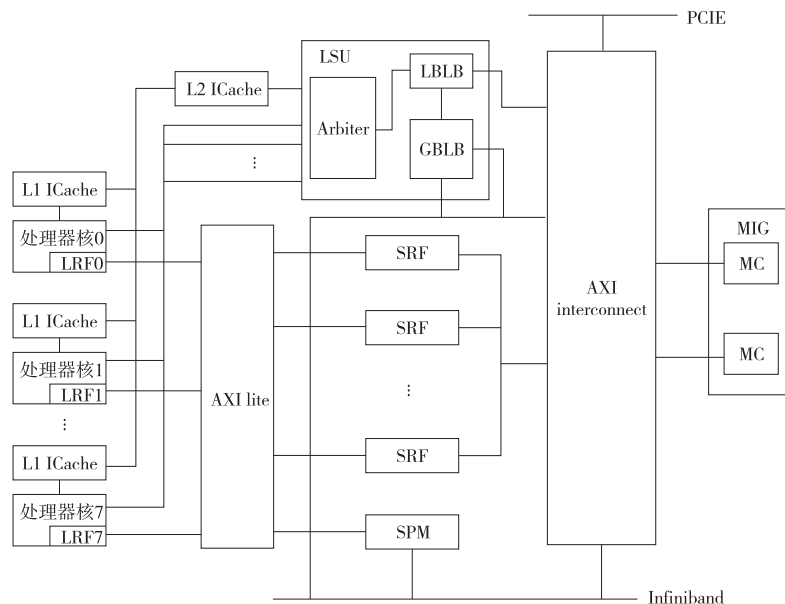 PCIE
LSU
LBLB
L2 ICache
Arbiter
GBLB
⋮
L1 ICache
处理器核0
LRF0
MIG
MC
SRF
AXI
interconnect
L1 ICache
SRF
处理器核1
LRF1
MC
⋮
AXI lite
⋮
L1 ICache
SRF
处理器核7
LRF7
SPM
Infiniband